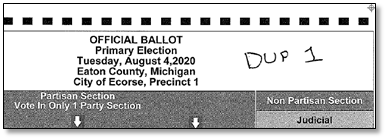 OFFICIAL BALLOT
Primary Election
Tuesday, August 4,2020
Eaton County, Michigan
City of Ecorse, Precinct 1
DUP 1
Partisan Section
Vote In Only 1 Party Section
Non Partisan Section
Judicial